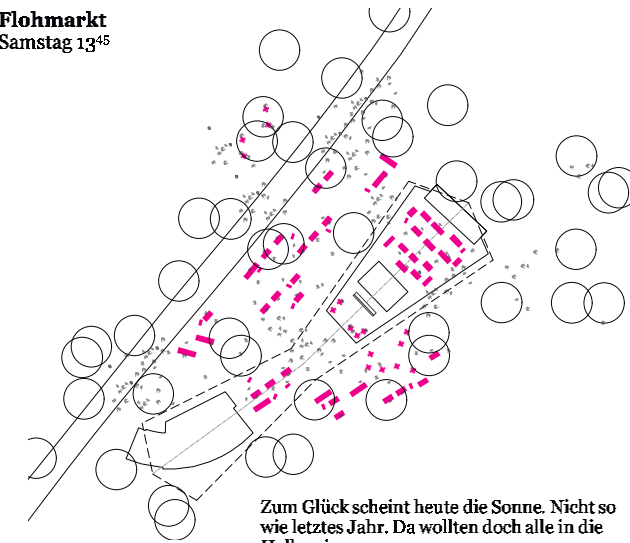 Flohmarkt
Samstag 13⁴⁵
Zum Glück scheint heute die Sonne. Nicht so
wie letztes Jahr. Da wollten doch alle in die